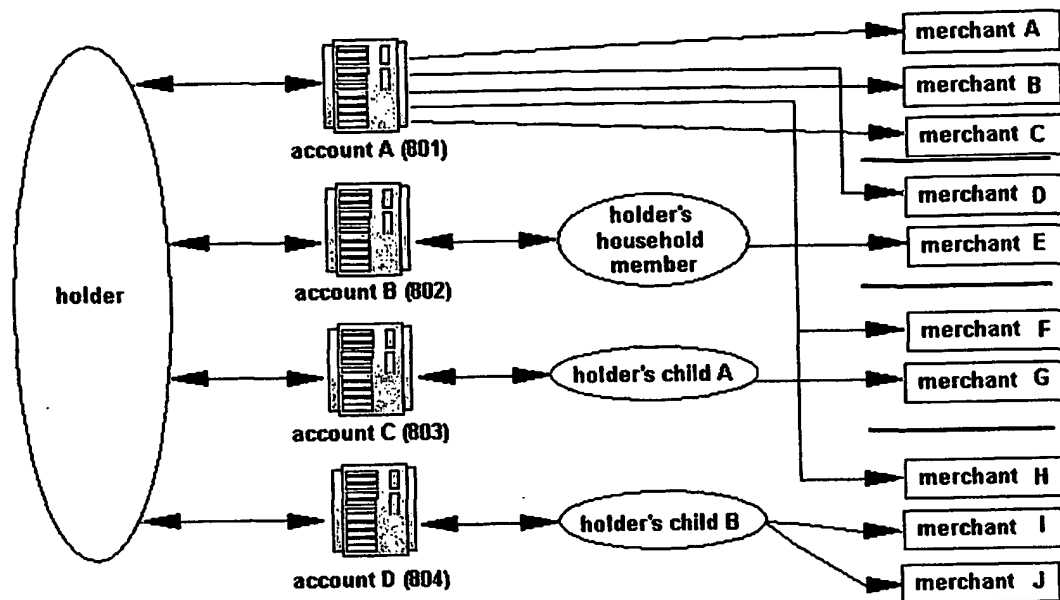 merchant A
merchant B
merchant C
account A (801)
merchant D
holder's
household
member
merchant E
account B (802)
holder
merchant F
holder's child A
merchant G
account C (803)
merchant H
holder's child B
merchant I
account D (804)
merchant J